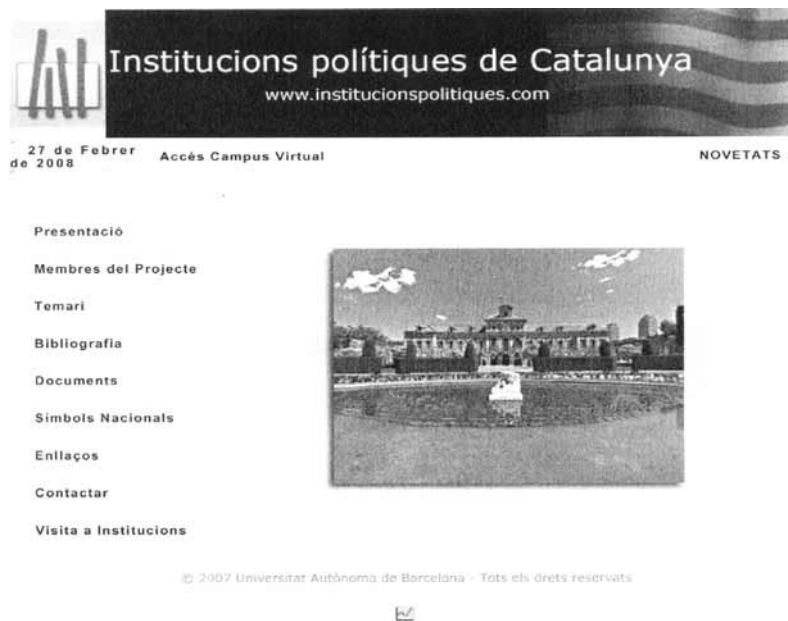 Institucions polítiques de Catalunya
www.institucionspolitiques.com
27 de Febrer
de 2008
Accés Campus Virtual
NOVETATS
Presentació
Membres del Projecte
Temari
Bibliografia
Documents
Símbols Nacionals
Enllaços
Contactar
Visita a Institucions
© 2007 Universitat Autònoma de Barcelona - Tots els drets reservats